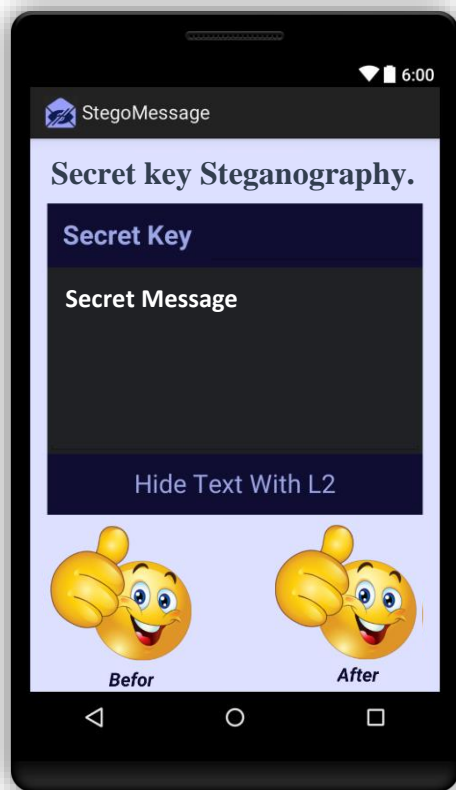 6:00
StegoMessage
Secret key Steganography.
Secret Key
Secret Message
Hide Text With L2
Befor
After